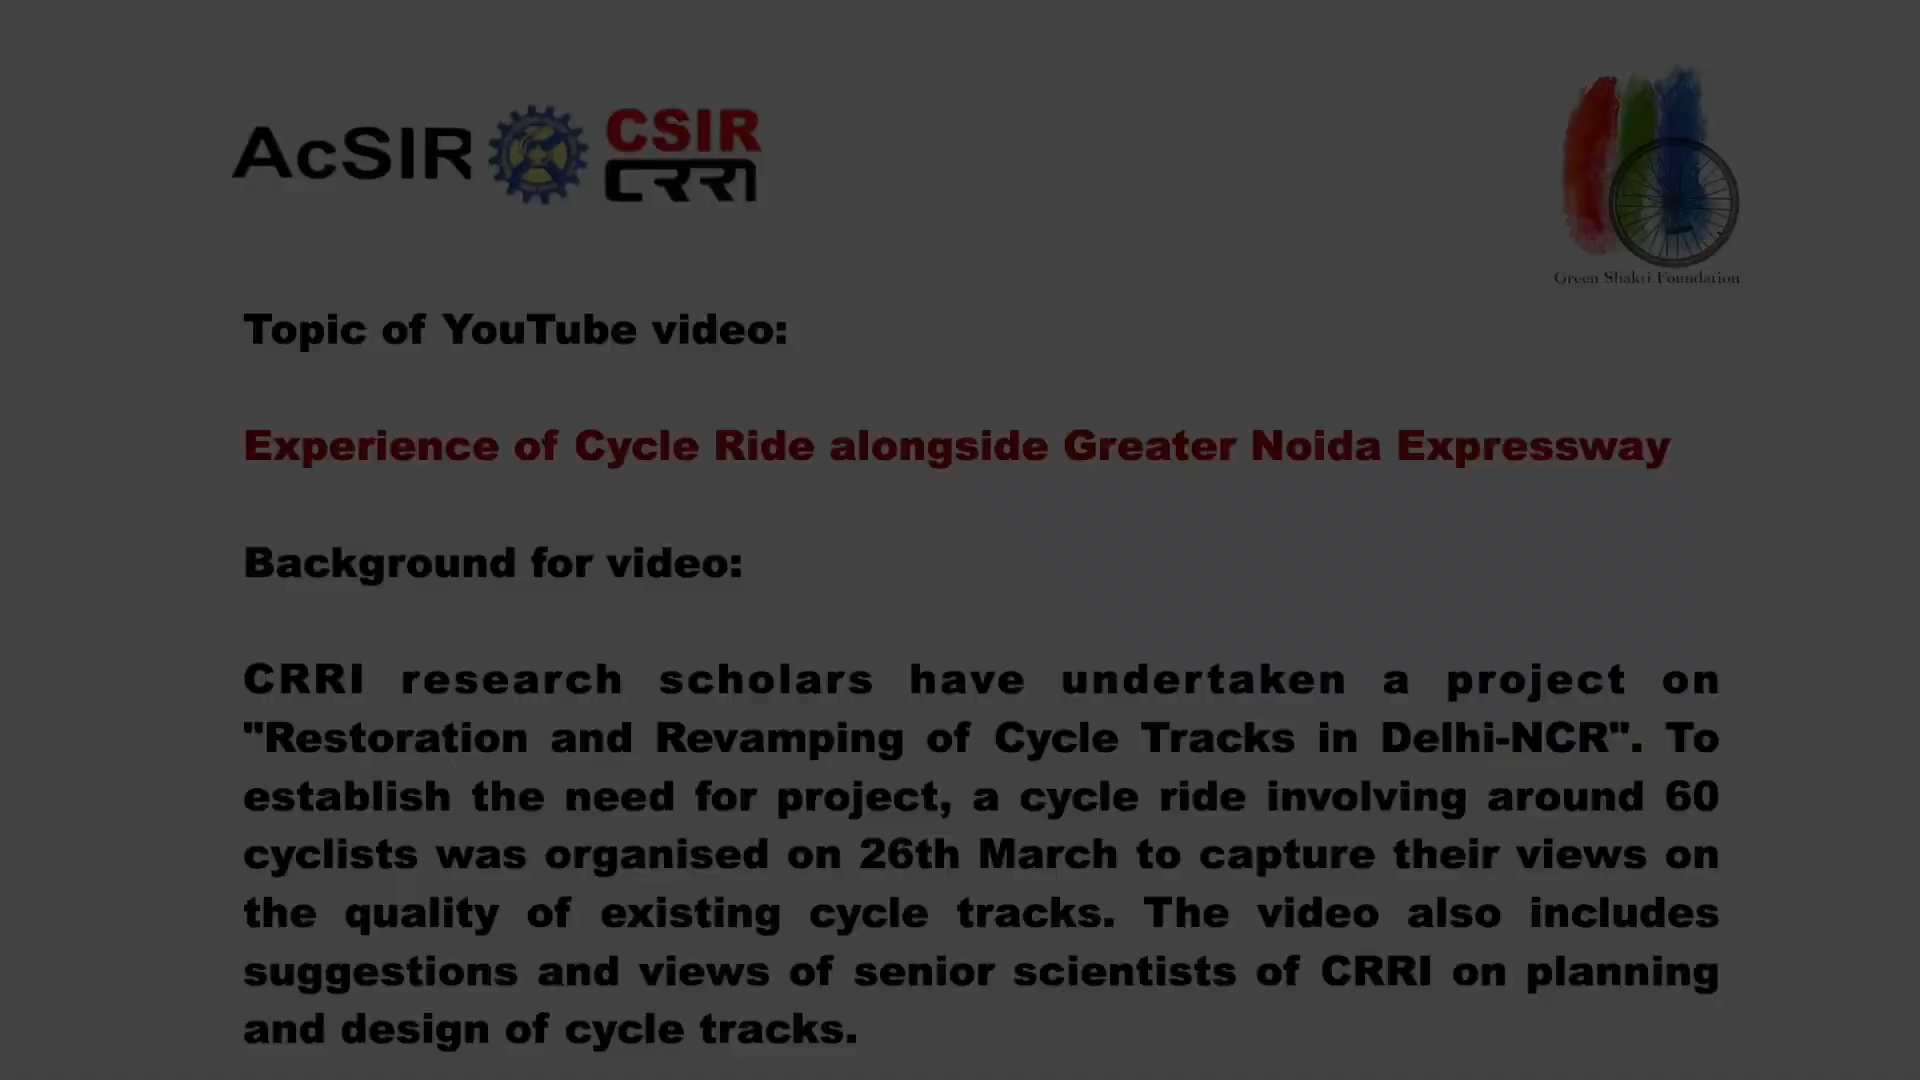 AcSIR CSIR
CRRI
Green Shakti Foundation
Topic of YouTube video:
Experience of Cycle Ride alongside Greater Noida Expressway
Background for video:
CRRI research scholars have undertaken a project on
"Restoration and Revamping of Cycle Tracks in Delhi-NCR". To
establish the need for project, a cycle ride involving around 60
cyclists was organised on 26th March to capture their views on
the quality of existing cycle tracks. The video also includes
suggestions and views of senior scientists of CRRI on planning
and design of cycle tracks.